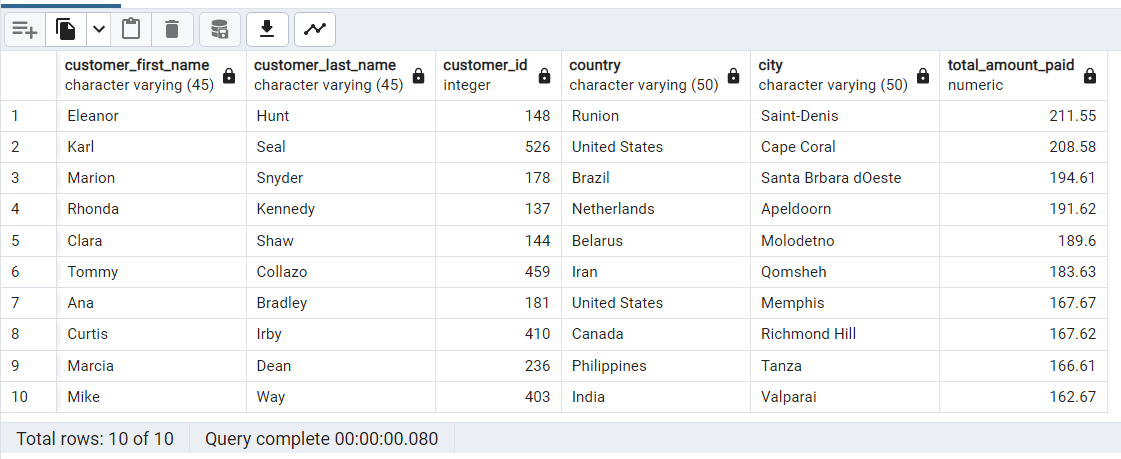 customer_first_name customer_last_name customer_id country city total_amount_paid
character varying (45) character varying (45) integer character varying (50) character varying (50) numeric
1 Eleanor Hunt 148 Runion Saint-Denis 211.55
2 Karl Seal 526 United States Cape Coral 208.58
3 Marion Snyder 178 Brazil Santa Brbara dOeste 194.61
4 Rhonda Kennedy 137 Netherlands Apeldoorn 191.62
5 Clara Shaw 144 Belarus Molodetno 189.6
6 Tommy Collazo 459 Iran Qomsheh 183.63
7 Ana Bradley 181 United States Memphis 167.67
8 Curtis Irby 410 Canada Richmond Hill 167.62
9 Marcia Dean 236 Philippines Tanza 166.61
10 Mike Way 403 India Valparai 162.67
Total rows: 10 of 10 Query complete 00:00:00.080